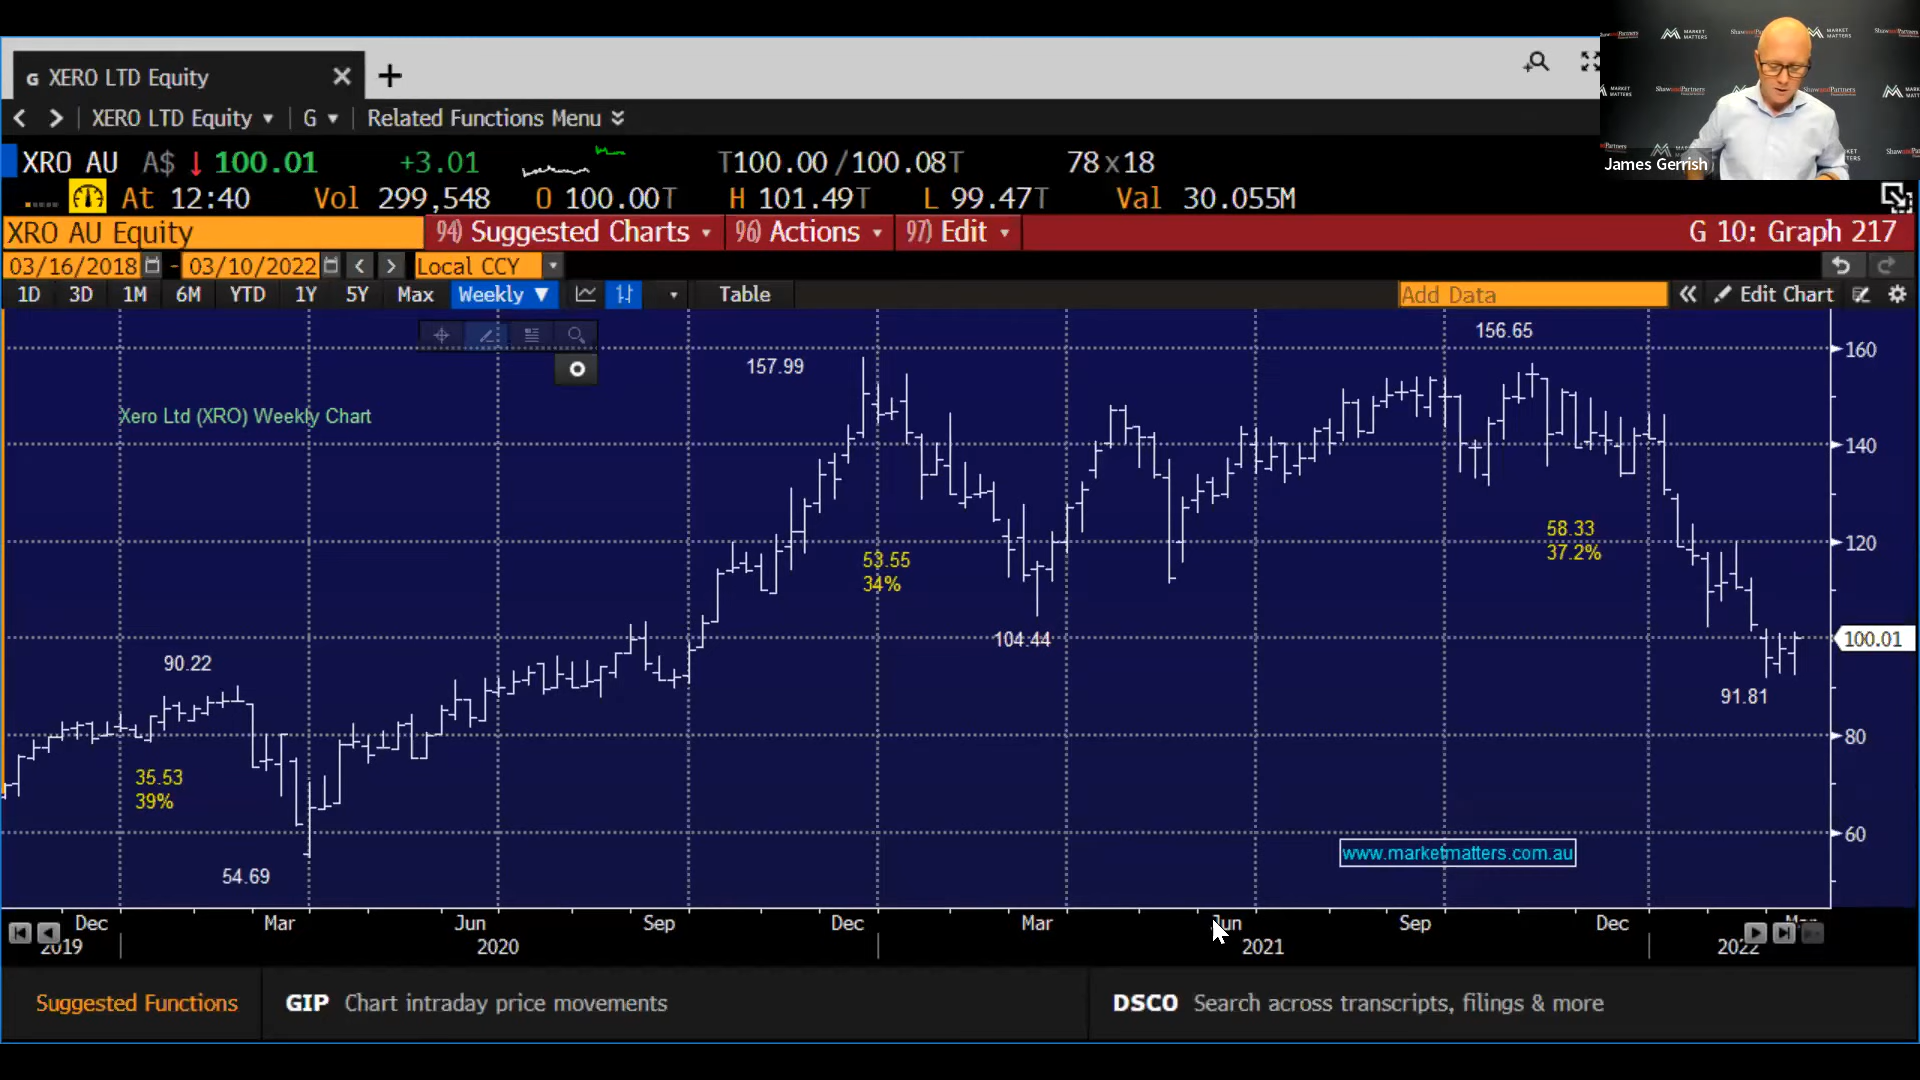 G XERO LTD Equity
XERO LTD Equity G Related Functions Menu
XRO AU A$ 100.01 +3.01 T100.00 /100.08T 78x18
At 12:40 Vol 299,548 O 100.00T H 101.49T L 99.47T Val 30.055M
XRO AU Equity 94) Suggested Charts 96) Actions 97) Edit G 10: Graph 217
03/16/2018 - 03/10/2022 Local CCY
1D 3D 1M 6M YTD 1Y 5Y Max Weekly Table Add Data Edit Chart
MARKET MATTERS
ShawandPartners
James Gerrish
156.65
157.99
160
Xero Ltd (XRO) Weekly Chart
140
58.33
37.2%
120
53.55
34%
104.44
100.01
90.22
91.81
80
35.53
39%
60
www.marketmatters.com.au
54.69
Dec Mar Jun Sep Dec Mar Jun Sep Dec Mar
2019 2020 2021 2022
Suggested Functions GIP Chart intraday price movements DSCO Search across transcripts, filings & more